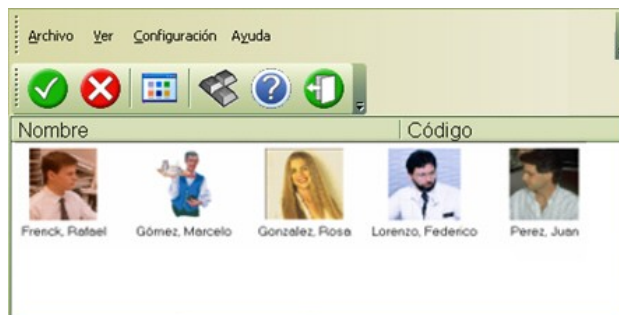 Archivo Ver Configuración Ayuda
Nombre Código
Frenck, Rafael Gómez, Marcelo Gonzalez, Rosa Lorenzo, Federico Perez, Juan